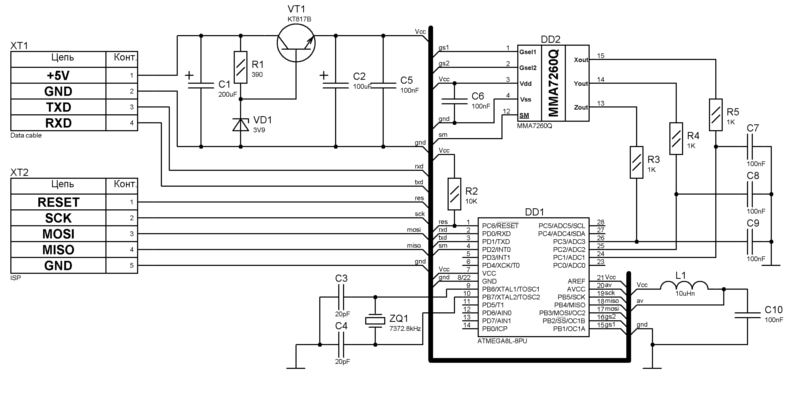 VT1
KT817B
XT1
Цепь Конт.
+5V 1
GND 2
TXD 3
RXD 4
Data cable
R1
390
C1
200uF
VD1
3V9
C2
100uF
C5
100nF
Vcc
gnd
rxd
txd
res
sck
mosi
miso
gnd
XT2
Цепь Конт.
RESET 1
SCK 2
MOSI 3
MISO 4
GND 5
ISP
DD2
gs1 1 Gsel1
gs2 2 Gsel2
Vcc 3 Vdd
4 Vss
gnd
sm 12 SM
MMA7260Q
Xout 15
Yout 14
Zout 13
MMA7260Q
C6
100nF
Vcc
R2
10K
R5
1K
R4
1K
R3
1K
C7
100nF
C8
100nF
C9
100nF
DD1
res 1 PC6/RESET PC5/ADC5/SCL 28
rxd 2 PD0/RXD PC4/ADC4/SDA 27
txd 3 PD1/TXD PC3/ADC3 26
sm 4 PD2/INT0 PC2/ADC2 25
5 PD3/INT1 PC1/ADC1 24
6 PD4/XCK/T0 PC0/ADC0 23
Vcc 7 VCC
gnd 8/22 GND AREF 21 Vcc
9 PB6/XTAL1/TOSC1 AVCC 20 av
10 PB7/XTAL2/TOSC2 PB5/SCK 19 sck
11 PD5/T1 PB4/MISO 18 miso
12 PD6/AIN0 PB3/MOSI/OC2 17 mosi
13 PD7/AIN1 PB2/SS/OC1B 16 gs2
14 PB0/ICP PB1/OC1A 15 gs1
ATMEGA8L-8PU
C3
20pF
C4
20pF
ZQ1
7372.8kHz
Vcc
av
gnd
L1
10uHn
C10
100nF